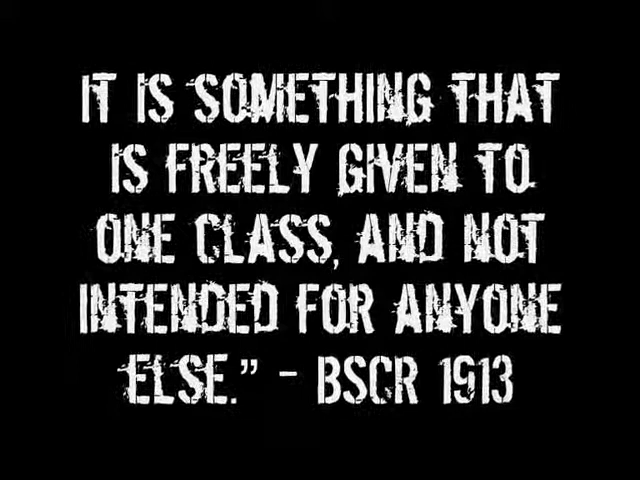 IT IS SOMETHING THAT
IS FREELY GIVEN TO
ONE CLASS, AND NOT
INTENDED FOR ANYONE
ELSE.” - BSCR 1913